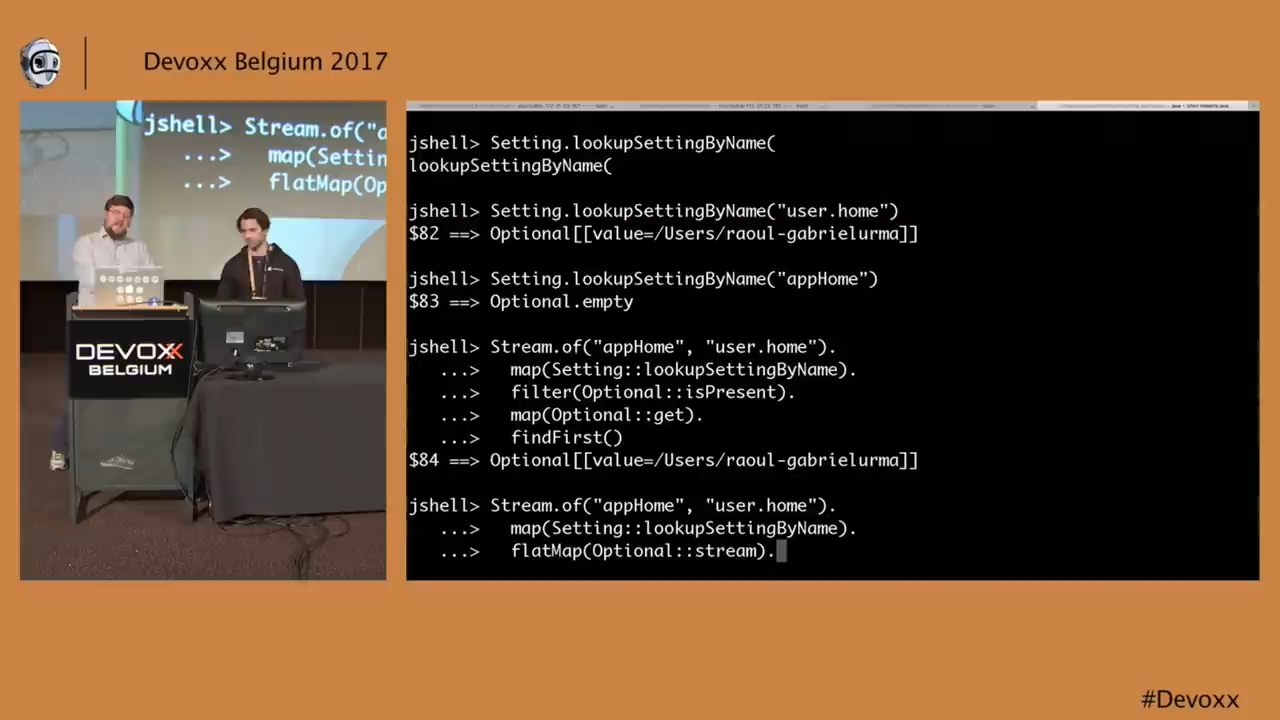 Devoxx Belgium 2017
jshell> Stream.of("a
...> map(Settin
...> flatMap(Op
DEVOXX
BELGIUM
jshell> Setting.lookupSettingByName(
lookupSettingByName(
jshell> Setting.lookupSettingByName("user.home")
$82 ==> Optional[[value=/Users/raoul-gabrielurma]]
jshell> Setting.lookupSettingByName("appHome")
$83 ==> Optional.empty
jshell> Stream.of("appHome", "user.home").
...> map(Setting::lookupSettingByName).
...> filter(Optional::isPresent).
...> map(Optional::get).
...> findFirst()
$84 ==> Optional[[value=/Users/raoul-gabrielurma]]
jshell> Stream.of("appHome", "user.home").
...> map(Setting::lookupSettingByName).
...> flatMap(Optional::stream).
#Devoxx